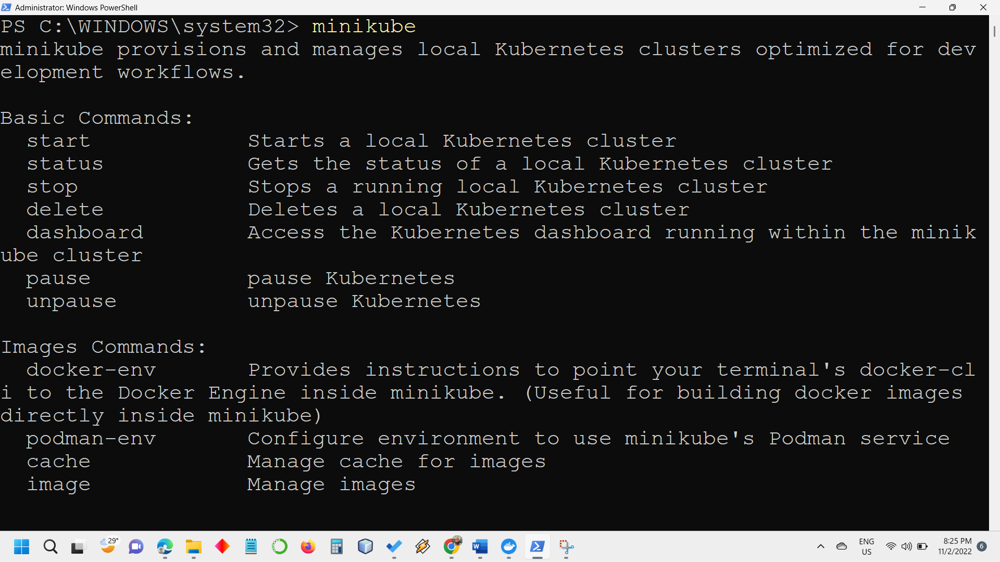 Administrator: Windows PowerShell
PS C:\WINDOWS\system32> minikube
minikube provisions and manages local Kubernetes clusters optimized for dev
elopment workflows.
Basic Commands:
start Starts a local Kubernetes cluster
status Gets the status of a local Kubernetes cluster
stop Stops a running local Kubernetes cluster
delete Deletes a local Kubernetes cluster
dashboard Access the Kubernetes dashboard running within the minik
ube cluster
pause pause Kubernetes
unpause unpause Kubernetes
Images Commands:
docker-env Provides instructions to point your terminal's docker-cl
i to the Docker Engine inside minikube. (Useful for building docker images
directly inside minikube)
podman-env Configure environment to use minikube's Podman service
cache Manage cache for images
image Manage images
29°
W
ENG
US
8:25 PM
11/2/2022
6